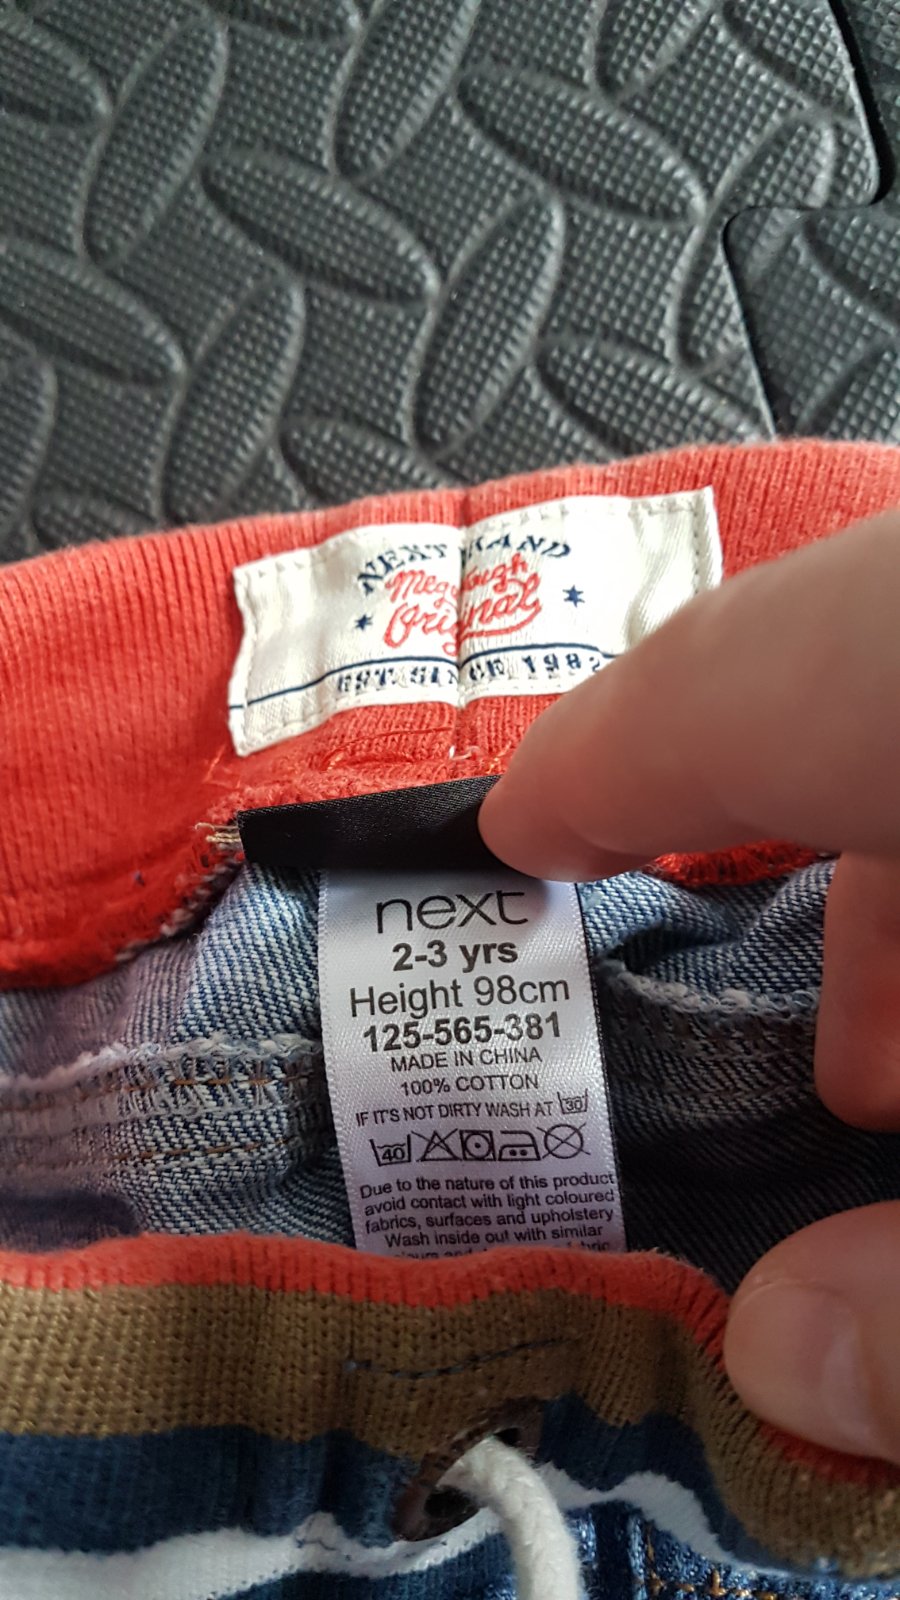 NEXT BRAND
Original
EST. SINCE 1982
next
2-3 yrs
Height 98cm
125-565-381
MADE IN CHINA
100% COTTON
IF IT'S NOT DIRTY WASH AT 30
40
Due to the nature of this product
avoid contact with light coloured
fabrics, surfaces and upholstery
Wash inside out with similar